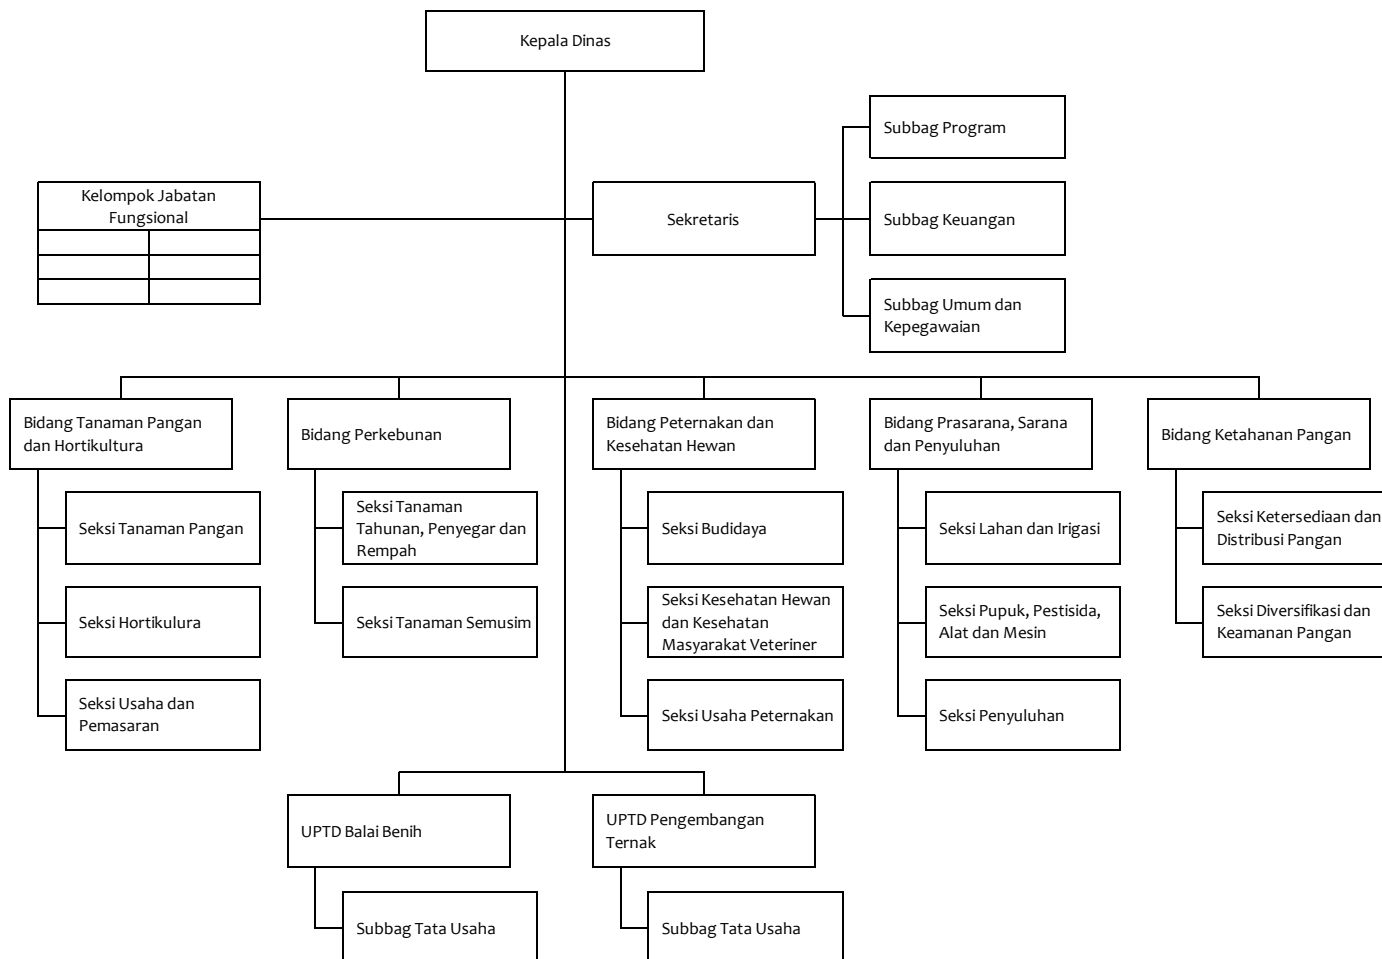 Kepala Dinas
Subbag Program
Kelompok Jabatan
Fungsional
Sekretaris
Subbag Keuangan
Subbag Umum dan
Kepegawaian
Bidang Tanaman Pangan
dan Hortikultura
Bidang Perkebunan
Bidang Peternakan dan
Kesehatan Hewan
Bidang Prasarana, Sarana
dan Penyuluhan
Bidang Ketahanan Pangan
Seksi Tanaman Pangan
Seksi Tanaman
Tahunan, Penyegar dan
Rempah
Seksi Budidaya
Seksi Lahan dan Irigasi
Seksi Ketersediaan dan
Distribusi Pangan
Seksi Hortikulura
Seksi Tanaman Semusim
Seksi Kesehatan Hewan
dan Kesehatan
Masyarakat Veteriner
Seksi Pupuk, Pestisida,
Alat dan Mesin
Seksi Diversifikasi dan
Keamanan Pangan
Seksi Usaha dan
Pemasaran
Seksi Usaha Peternakan
Seksi Penyuluhan
UPTD Balai Benih
UPTD Pengembangan
Ternak
Subbag Tata Usaha
Subbag Tata Usaha